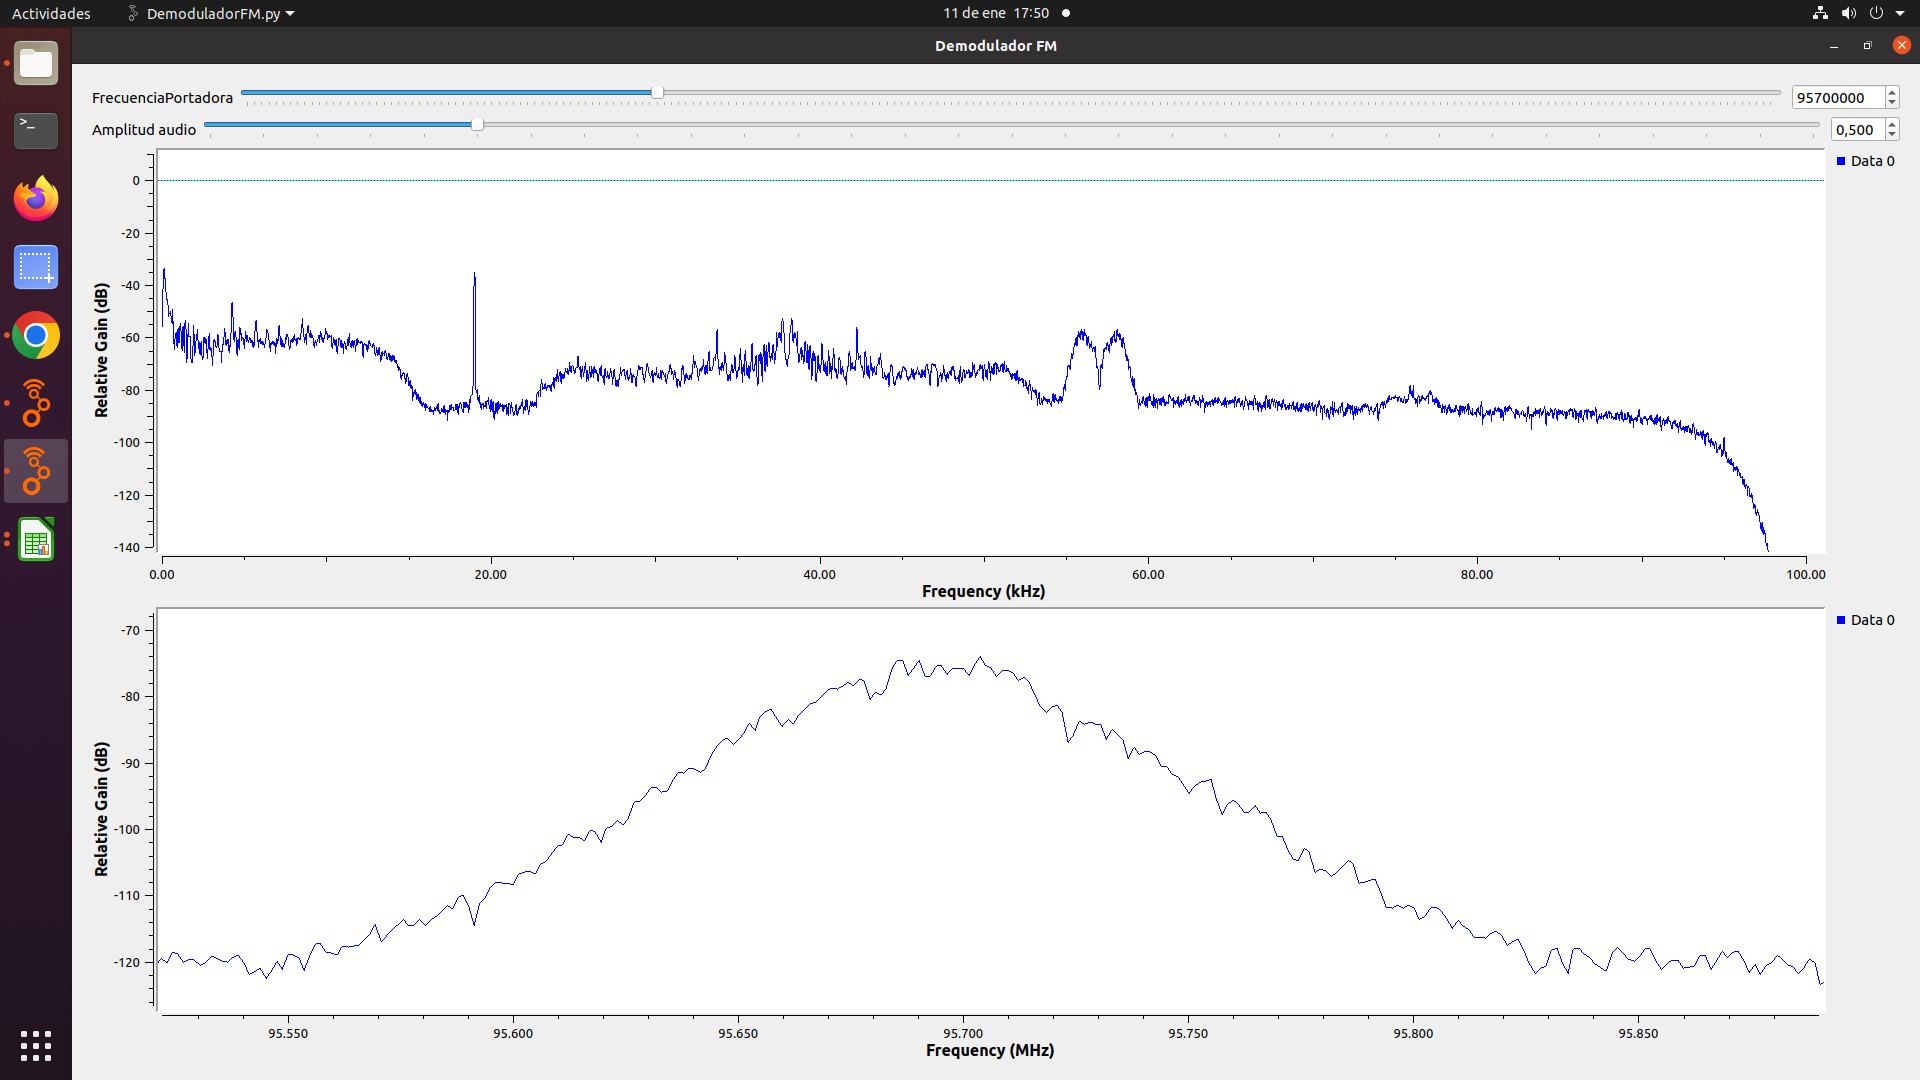 Actividades DemoduladorFM.py 11 de ene 17:50
Demodulador FM
FrecuenciaPortadora 95700000
Amplitud audio 0,500
Data 0
0
-20
-40
-60
-80
-100
-120
-140
Relative Gain (dB)
0.00 20.00 40.00 60.00 80.00 100.00
Frequency (kHz)
Data 0
-70
-80
-90
-100
-110
-120
Relative Gain (dB)
95.550 95.600 95.650 95.700 95.750 95.800 95.850
Frequency (MHz)